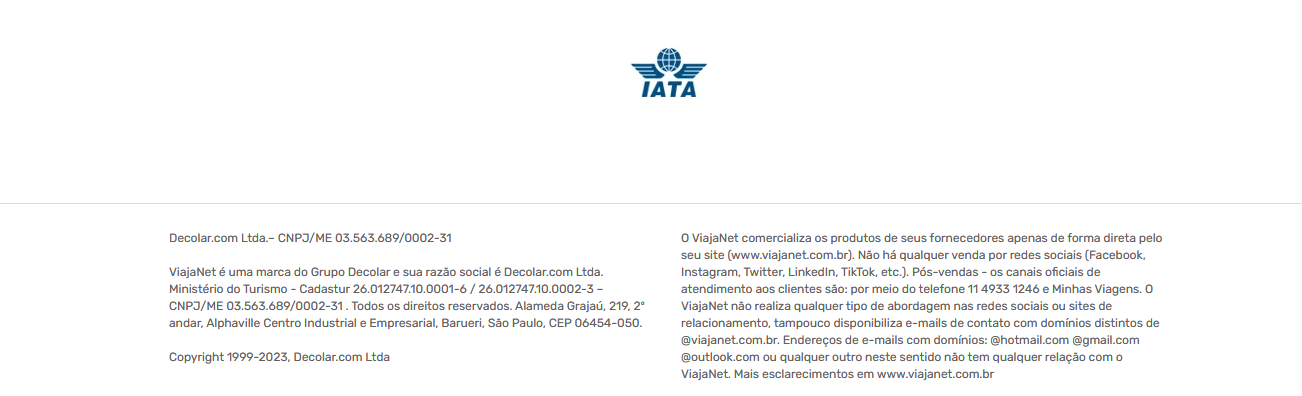 IATA
Decolar.com Ltda.– CNPJ/ME 03.563.689/0002-31
ViajaNet é uma marca do Grupo Decolar e sua razão social é Decolar.com Ltda.
Ministério do Turismo - Cadastur 26.012747.10.0001-6 / 26.012747.10.0002-3 –
CNPJ/ME 03.563.689/0002-31 . Todos os direitos reservados. Alameda Grajaú, 219, 2°
andar, Alphaville Centro Industrial e Empresarial, Barueri, São Paulo, CEP 06454-050.
Copyright 1999-2023, Decolar.com Ltda
O ViajaNet comercializa os produtos de seus fornecedores apenas de forma direta pelo
seu site (www.viajanet.com.br). Não há qualquer venda por redes sociais (Facebook,
Instagram, Twitter, LinkedIn, TikTok, etc.). Pós-vendas - os canais oficiais de
atendimento aos clientes são: por meio do telefone 11 4933 1246 e Minhas Viagens. O
ViajaNet não realiza qualquer tipo de abordagem nas redes sociais ou sites de
relacionamento, tampouco disponibiliza e-mails de contato com domínios distintos de
@viajanet.com.br. Endereços de e-mails com domínios: @hotmail.com @gmail.com
@outlook.com ou qualquer outro neste sentido não tem qualquer relação com o
ViajaNet. Mais esclarecimentos em www.viajanet.com.br